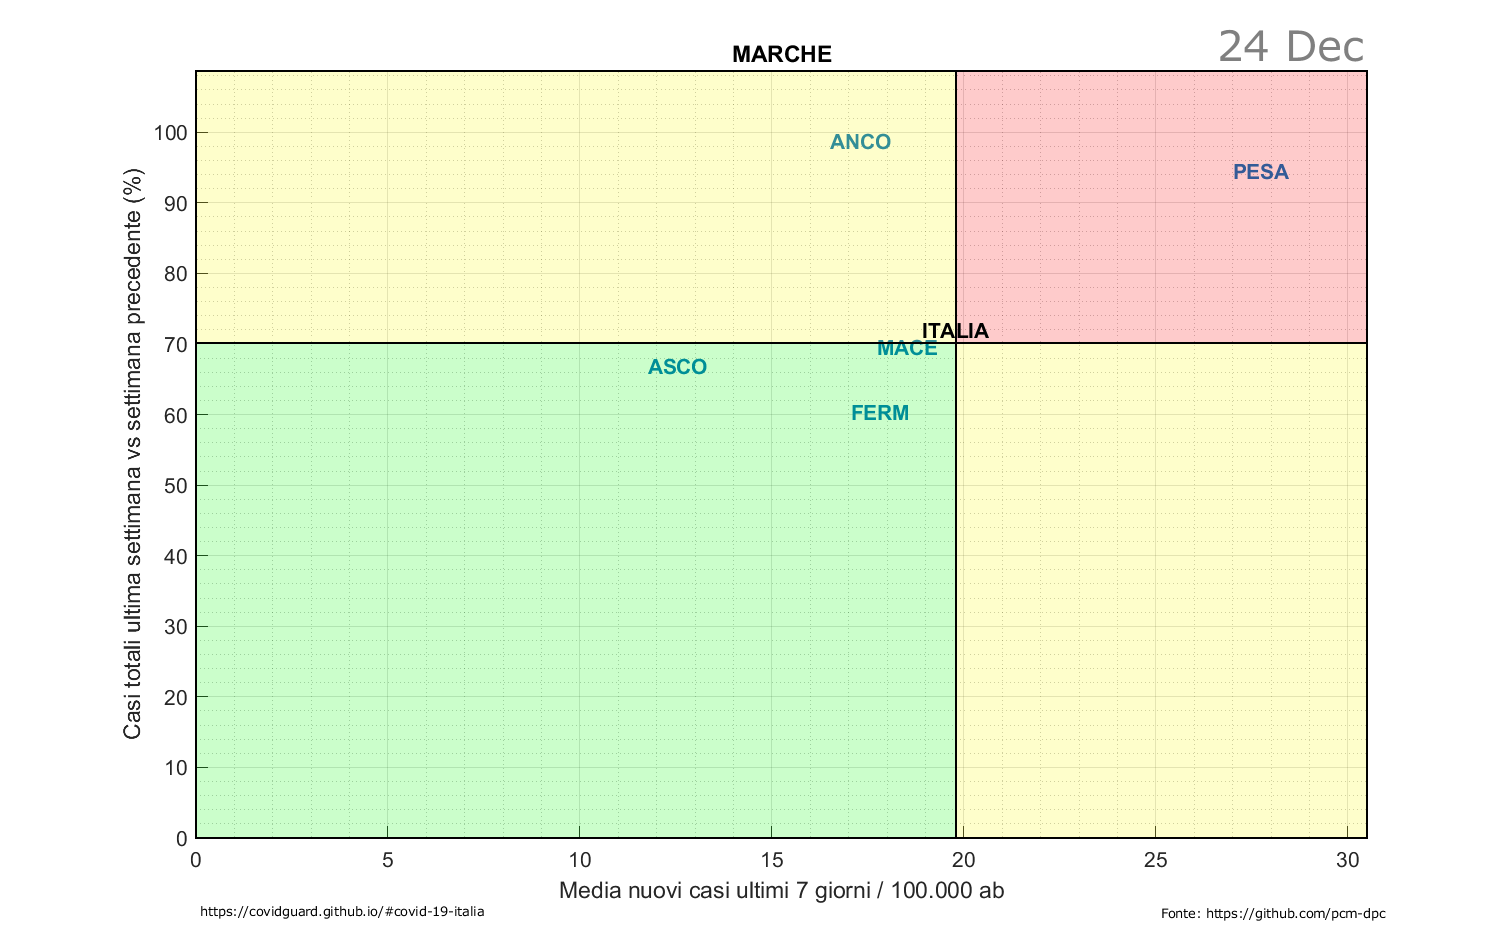 24 Dec
MARCHE
Casi totali ultima settimana vs settimana precedente (%)
100
90
80
70
60
50
40
30
20
10
0
ANCO
PESA
ITALIA
MACE
ASCO
FERM
0 5 10 15 20 25 30
Media nuovi casi ultimi 7 giorni / 100.000 ab
https://covidguard.github.io/#covid-19-italia
Fonte: https://github.com/pcm-dpc